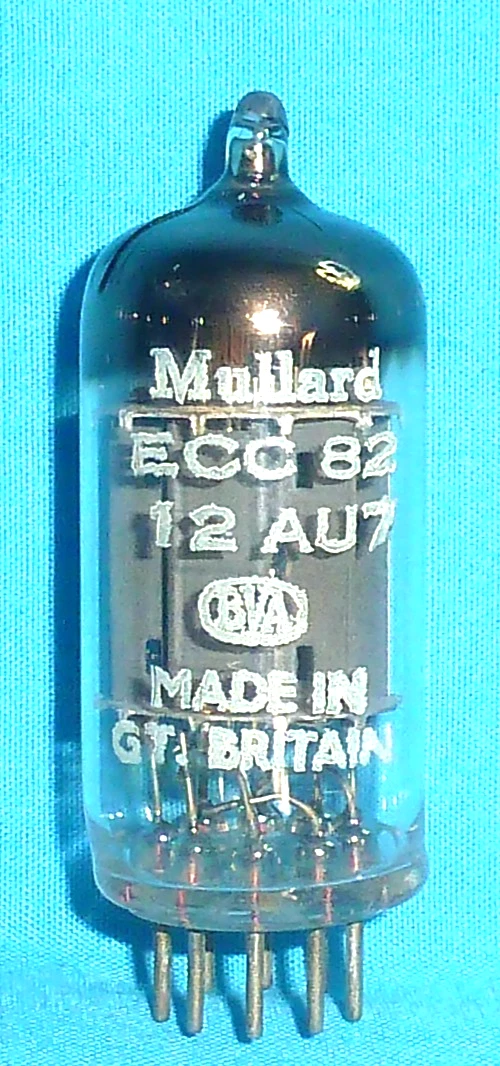 Mullard
ECC 82
12 AU7
BVA
MADE IN
GT. BRITAIN